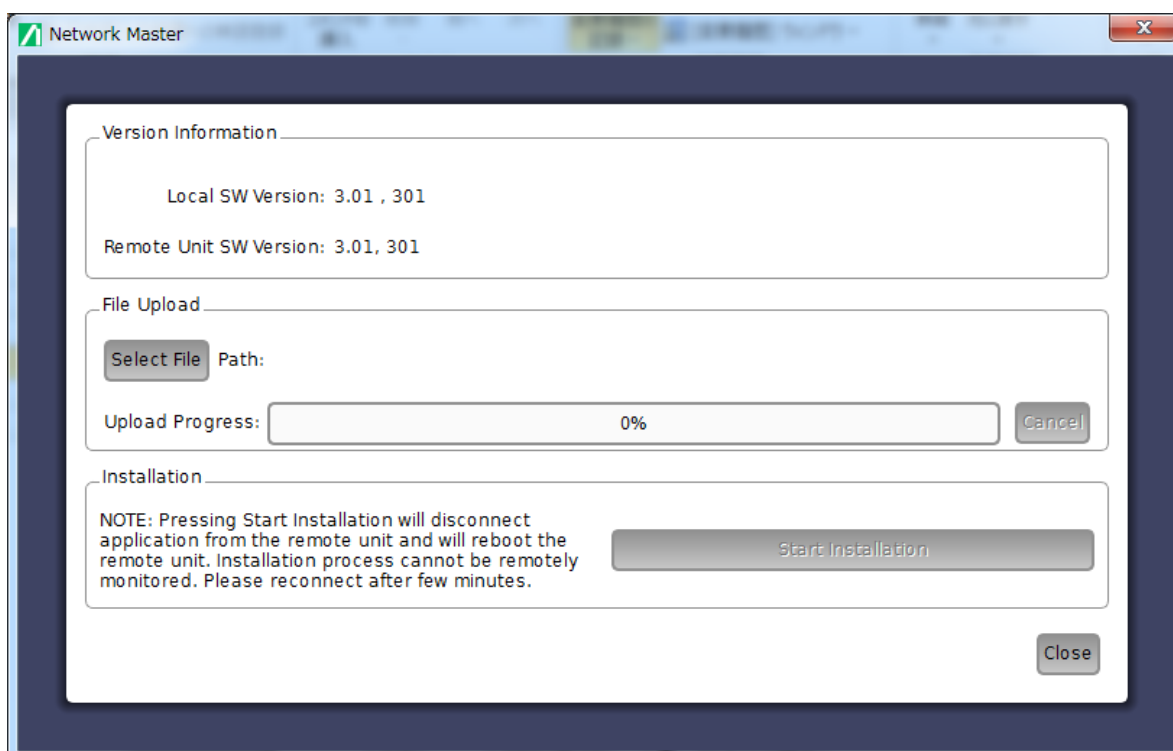 Network Master
Version Information
Local SW Version: 3.01 , 301
Remote Unit SW Version: 3.01, 301
File Upload
Select File Path:
Upload Progress: 0% Cancel
Installation
NOTE: Pressing Start Installation will disconnect
application from the remote unit and will reboot the
remote unit. Installation process cannot be remotely
monitored. Please reconnect after few minutes.
Start Installation
Close